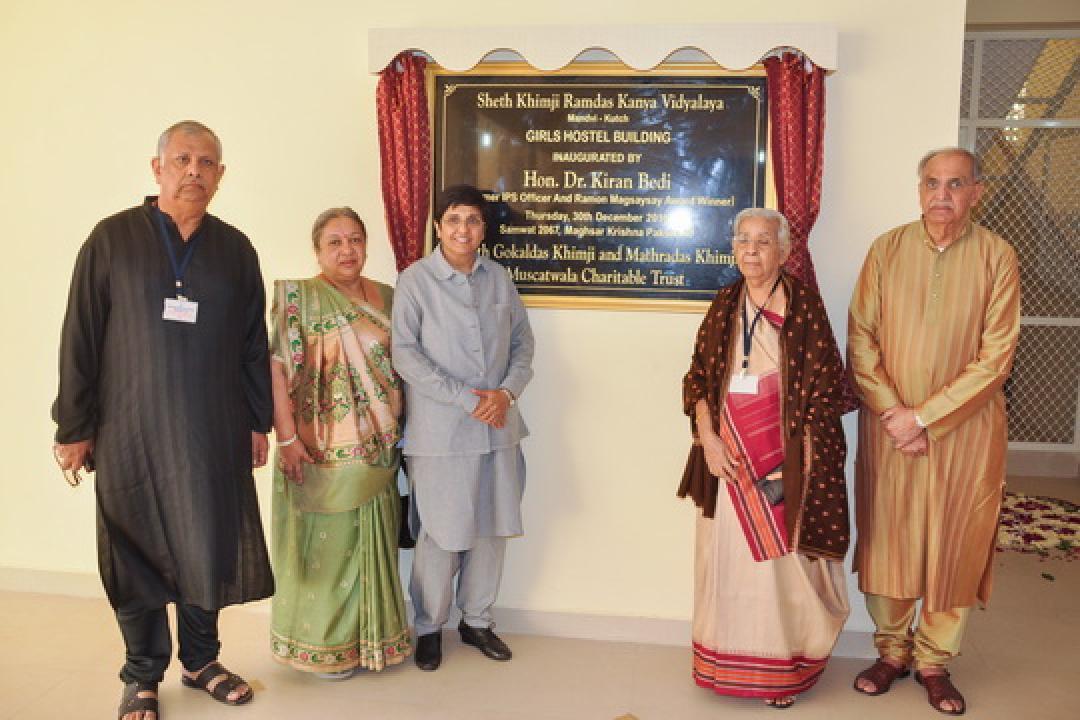 Sheth Khimji Ramdas Kanya Vidyalaya
Mandvi - Kutch
GIRLS HOSTEL BUILDING
INAUGURATED BY
Hon. Dr. Kiran Bedi
IPS Officer And Ramon Magsaysay Award Winner)
Thursday, 30th December
Samvat 2067, Maghsar Krishna
Gokaldas Khimji and Mathradas Khimji
Muscatwala Charitable Trust